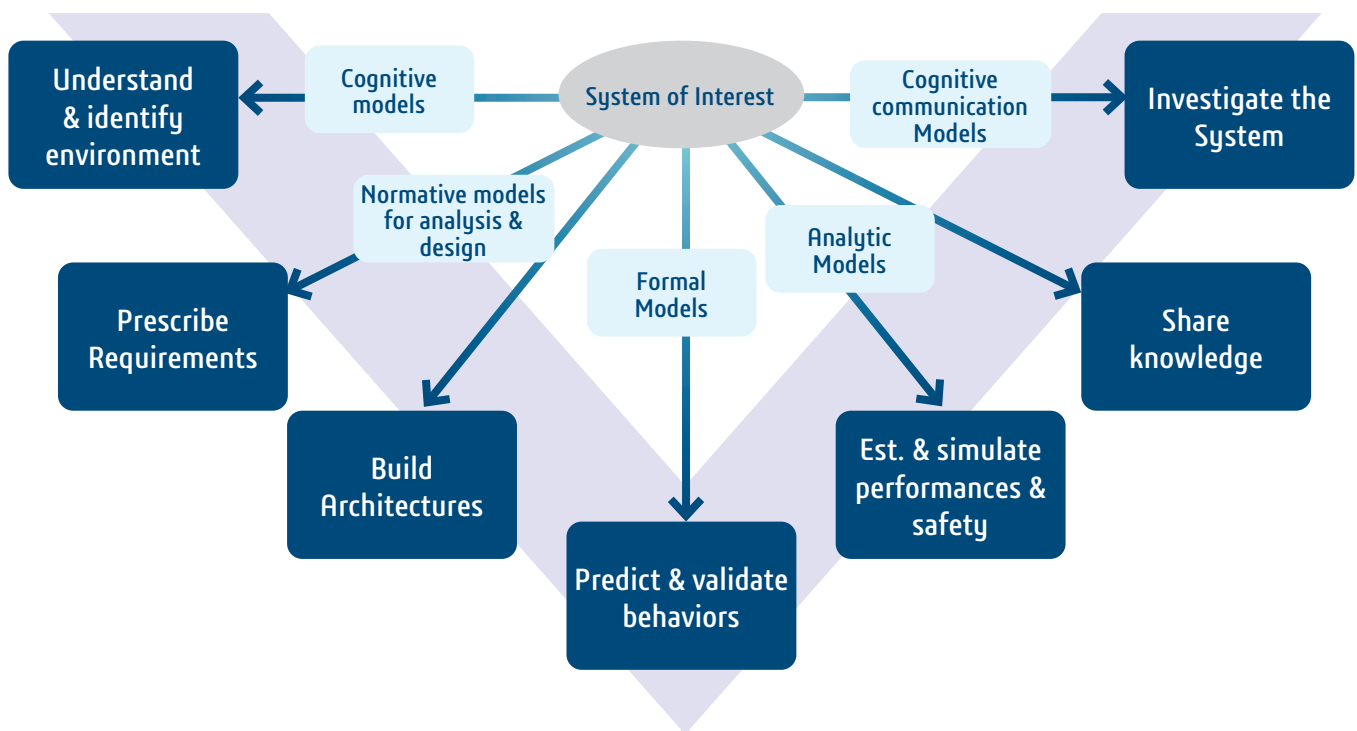 Understand
& identify
environment
Cognitive
models
System of Interest
Cognitive
communication
Models
Investigate the
System
Normative models
for analysis &
design
Analytic
Models
Formal
Models
Prescribe
Requirements
Share
knowledge
Build
Architectures
Est. & simulate
performances &
safety
Predict & validate
behaviors